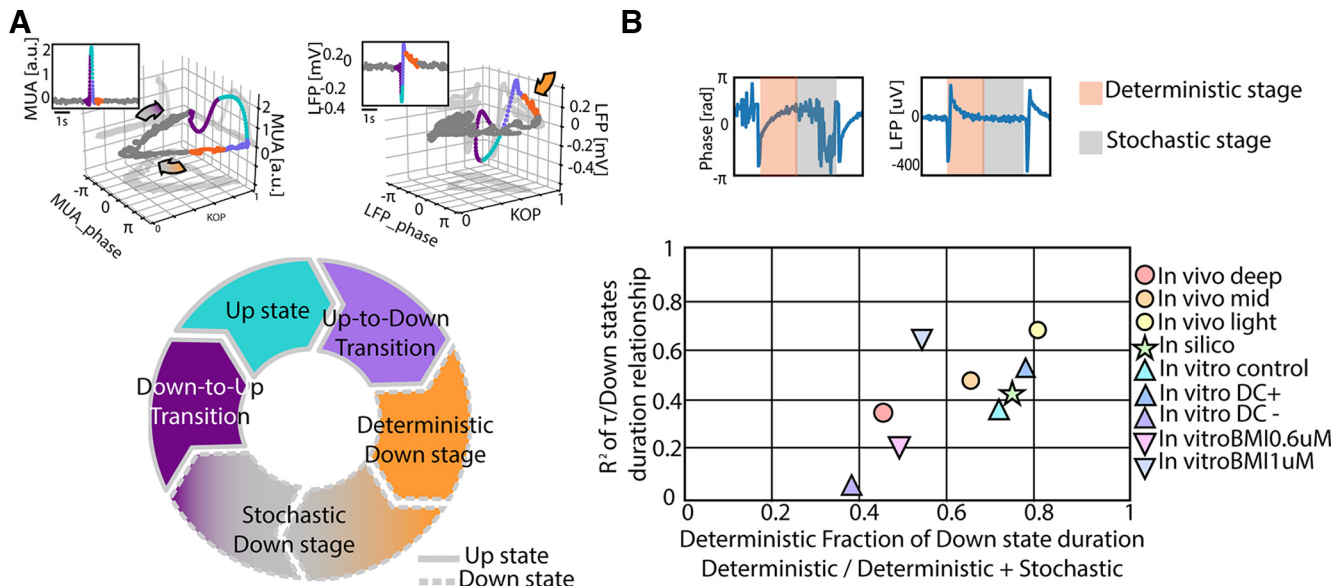 A
MUA [a.u.]
2
1
0
1s
-π
0
π
MUA_phase
0
KOP
1
2
1
0
MUA [a.u.]
LFP [mV]
0.2
0
-0.2
-0.4
1s
-π
0
π
LFP_phase
0
KOP
1
0.2
0
-0.2
-0.4
LFP [mV]
Up state
Up-to-Down
Transition
Down-to-Up
Transition
Deterministic
Down stage
Stochastic
Down stage
Up state
Down state
B
Phase [rad]
π
0
-π
LFP [uV]
0
-400
Deterministic stage
Stochastic stage
R² of τ/Down states
duration relationship
1
0.8
0.6
0.4
0.2
0
0
0.2
0.4
0.6
0.8
1
Deterministic Fraction of Down state duration
Deterministic / Deterministic + Stochastic
In vivo deep
In vivo mid
In vivo light
In silico
In vitro control
In vitro DC+
In vitro DC -
In vitroBMI0.6uM
In vitroBMI1uM